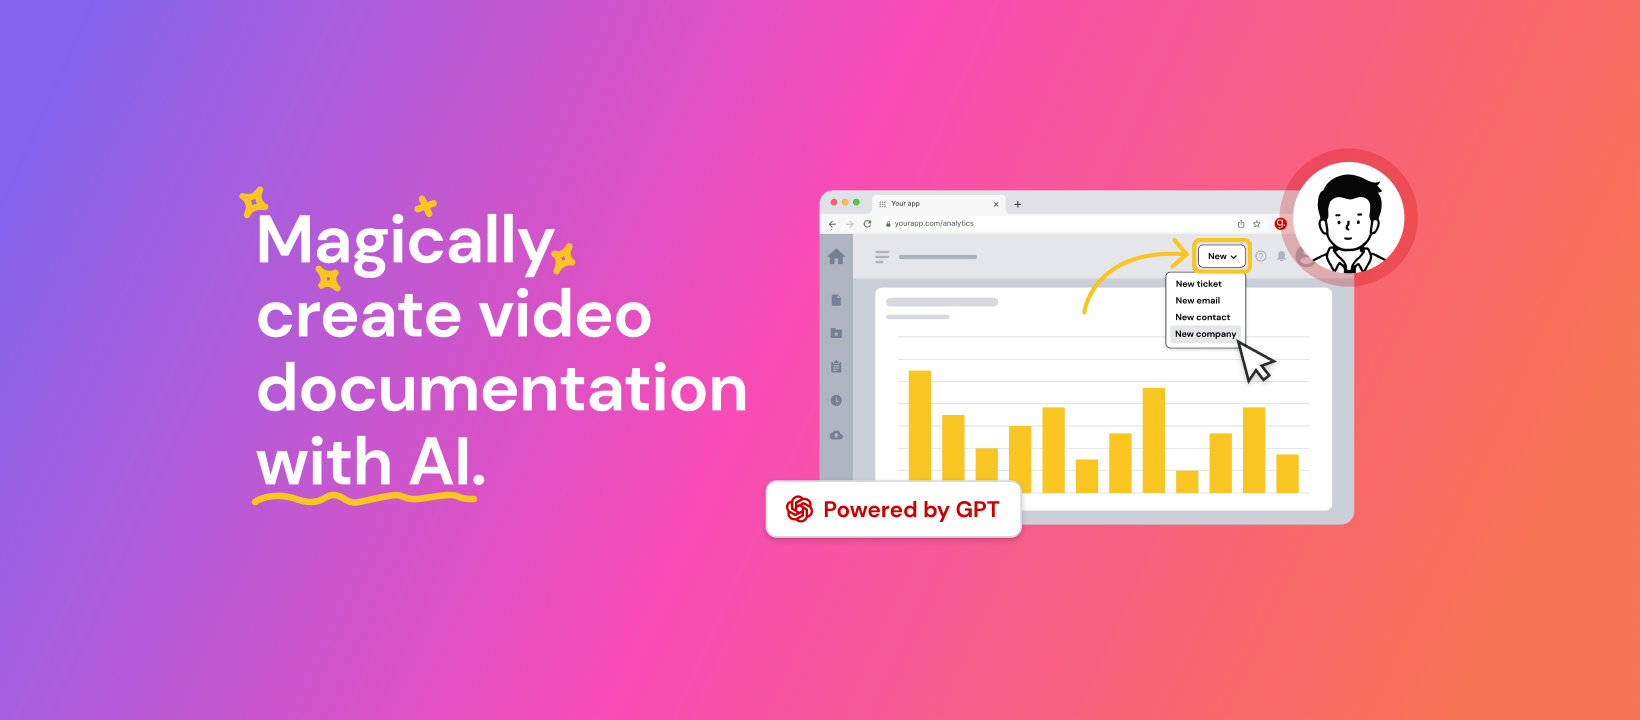 Magically
create video
documentation
with AI.
Your app
yourapp.com/analytics
g.
New
New ticket
New email
New contact
New company
Powered by GPT